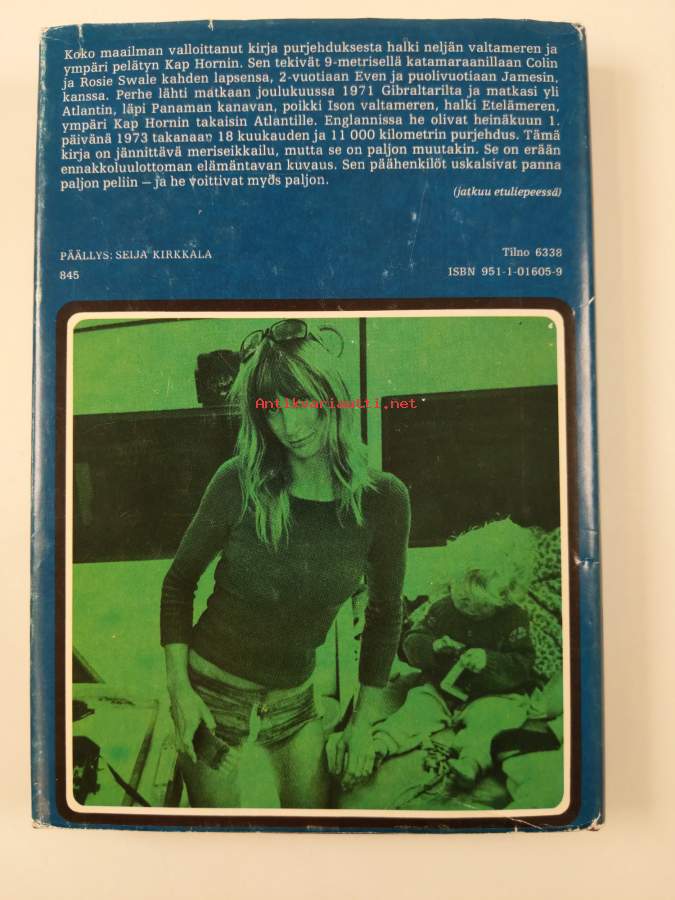 Koko maailman valloittanut kirja purjehduksesta halki neljän valtameren ja
ympäri pelätyn Kap Hornin. Sen tekivät 9-metrisellä katamaraanillaan Colin
ja Rosie Swale kahden lapsensa, 2-vuotiaan Even ja puolivuotiaan Jamesin,
kanssa. Perhe lähti matkaan joulukuussa 1971 Gibraltarilta ja matkasi yli
Atlantin, läpi Panaman kanavan, poikki Ison valtameren, halki Etelämeren,
ympäri Kap Hornin takaisin Atlantille. Englannissa he olivat heinäkuun 1.
päivänä 1973 takanaan 18 kuukauden ja 11 000 kilometrin purjehdus. Tämä
kirja on jännittävä meriseikkailu, mutta se on paljon muutakin. Se on erään
ennakkoluulottoman elämäntavan kuvaus. Sen päähenkilöt uskalsivat panna
paljon peliin — ja he voittivat myös paljon.
(jatkuu etuliepeessä)
PÄÄLLYS: SEIJA KIRKKALA
Tilno 6338
845
ISBN 951-1-01605-9
Antikvariaatti.net